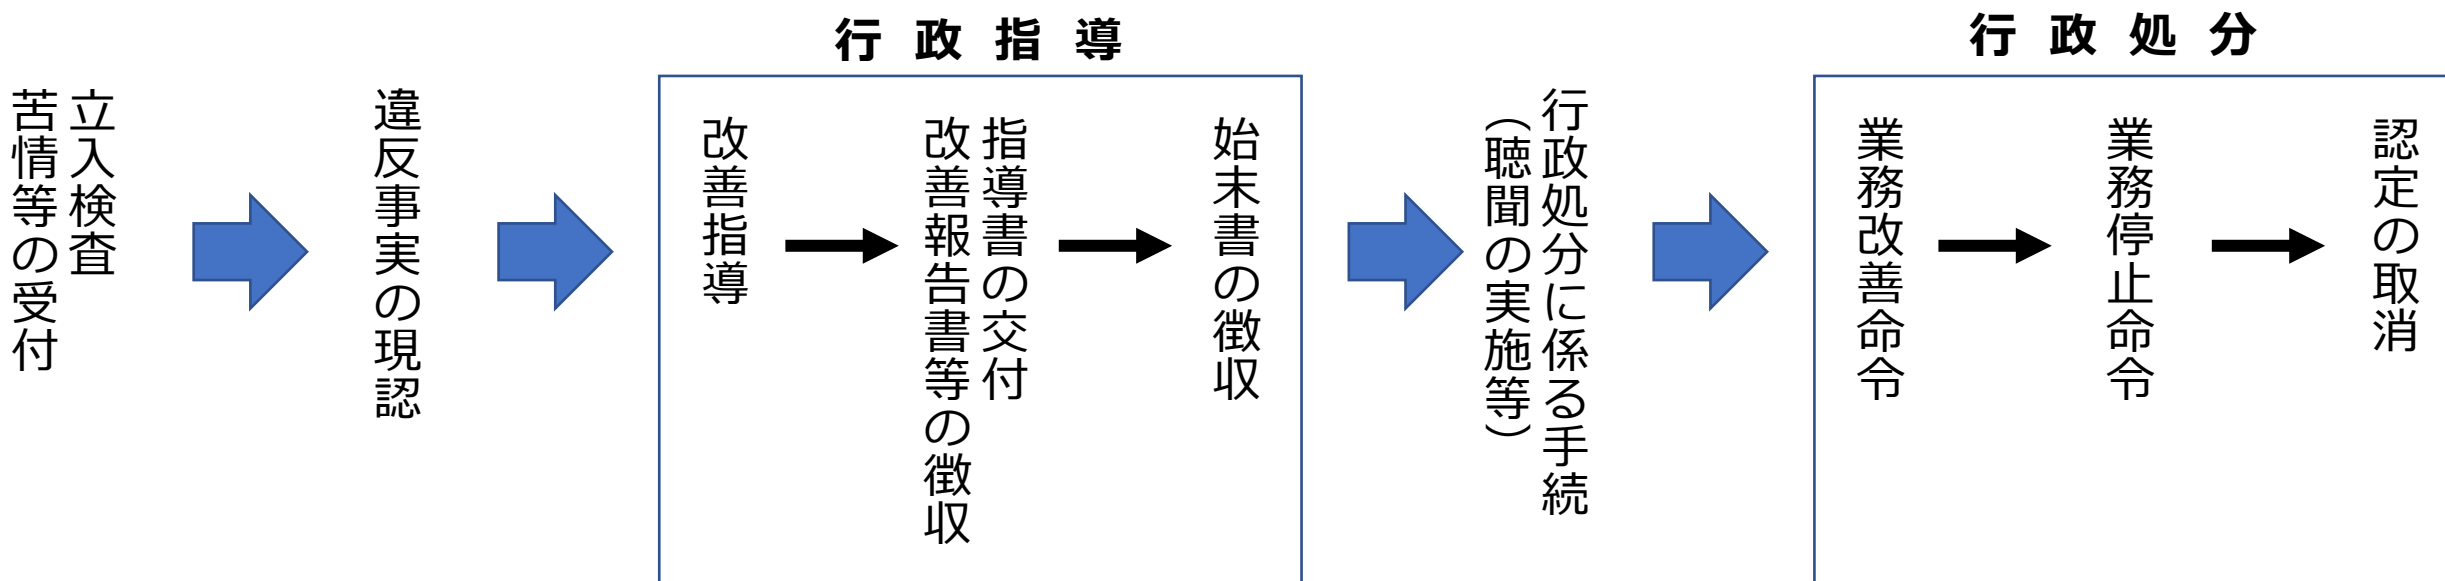 立入検査
苦情等の受付
違反事実の現認
行政指導
改善指導
指導書の交付
改善報告書等の徴収
始末書の徴収
行政処分に係る手続
（聴聞の実施等）
行政処分
業務改善命令
業務停止命令
認定の取消